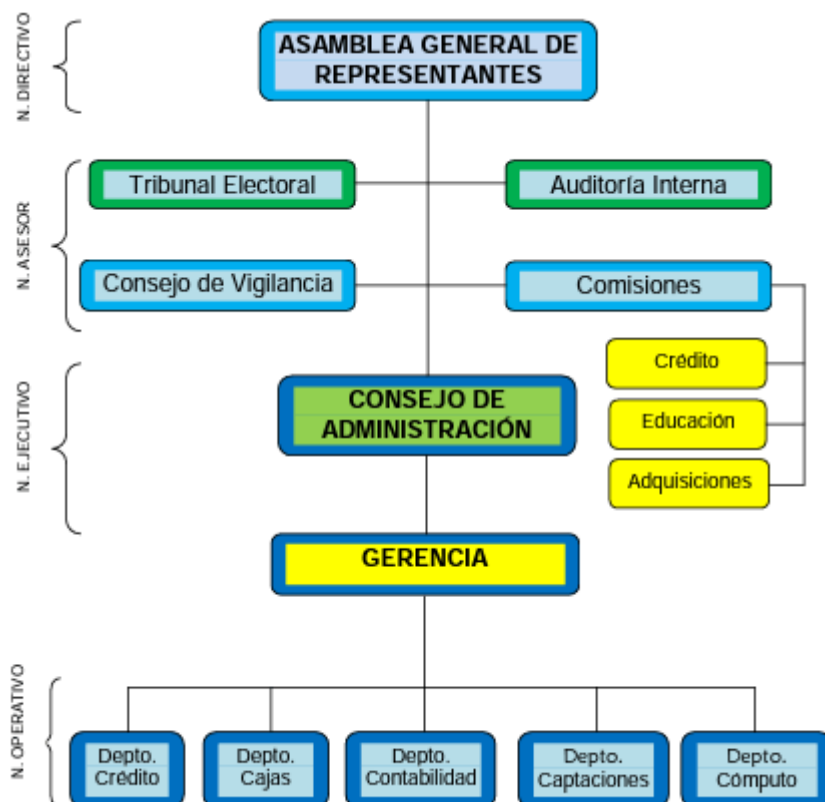 N. DIRECTIVO
ASAMBLEA GENERAL DE
REPRESENTANTES
N. ASESOR
Tribunal Electoral
Auditoría Interna
Consejo de Vigilancia
Comisiones
Crédito
Educación
Adquisiciones
N. EJECUTIVO
CONSEJO DE
ADMINISTRACIÓN
GERENCIA
N. OPERATIVO
Depto.
Crédito
Depto.
Cajas
Depto.
Contabilidad
Depto.
Captaciones
Depto.
Cómputo